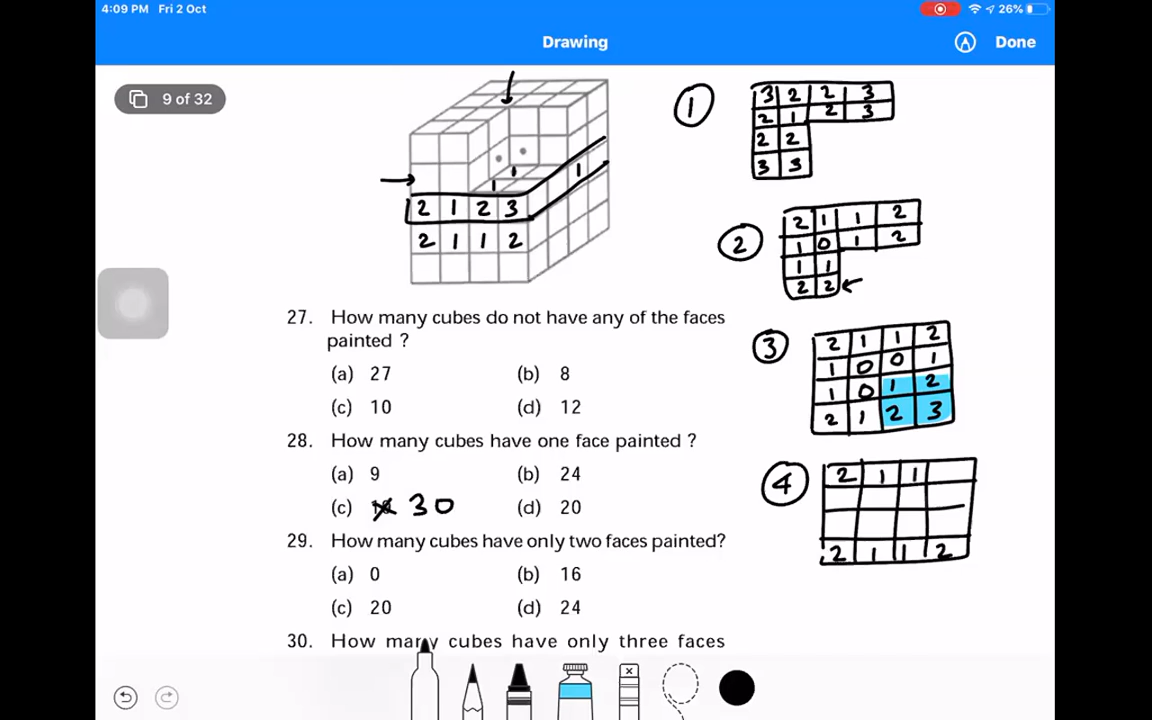 4:09 PM Fri 2 Oct
26%
Drawing
Done
9 of 32
2 1 2 3
2 1 1 2
1 1 1
1
3 2 2 3
2 1 2 3
2 2
3 3
2
2 1 1 2
1 0 1 2
1 1
2 2
3
2 1 1 2
1 0 0 1
1 0 1 2
2 1 2 3
4
2 1 1
2 1 1 2
27. How many cubes do not have any of the faces
painted ?
(a) 27 (b) 8
(c) 10 (d) 12
28. How many cubes have one face painted ?
(a) 9 (b) 24
(c) 30 (d) 20
29. How many cubes have only two faces painted?
(a) 0 (b) 16
(c) 20 (d) 24
30. How many cubes have only three faces